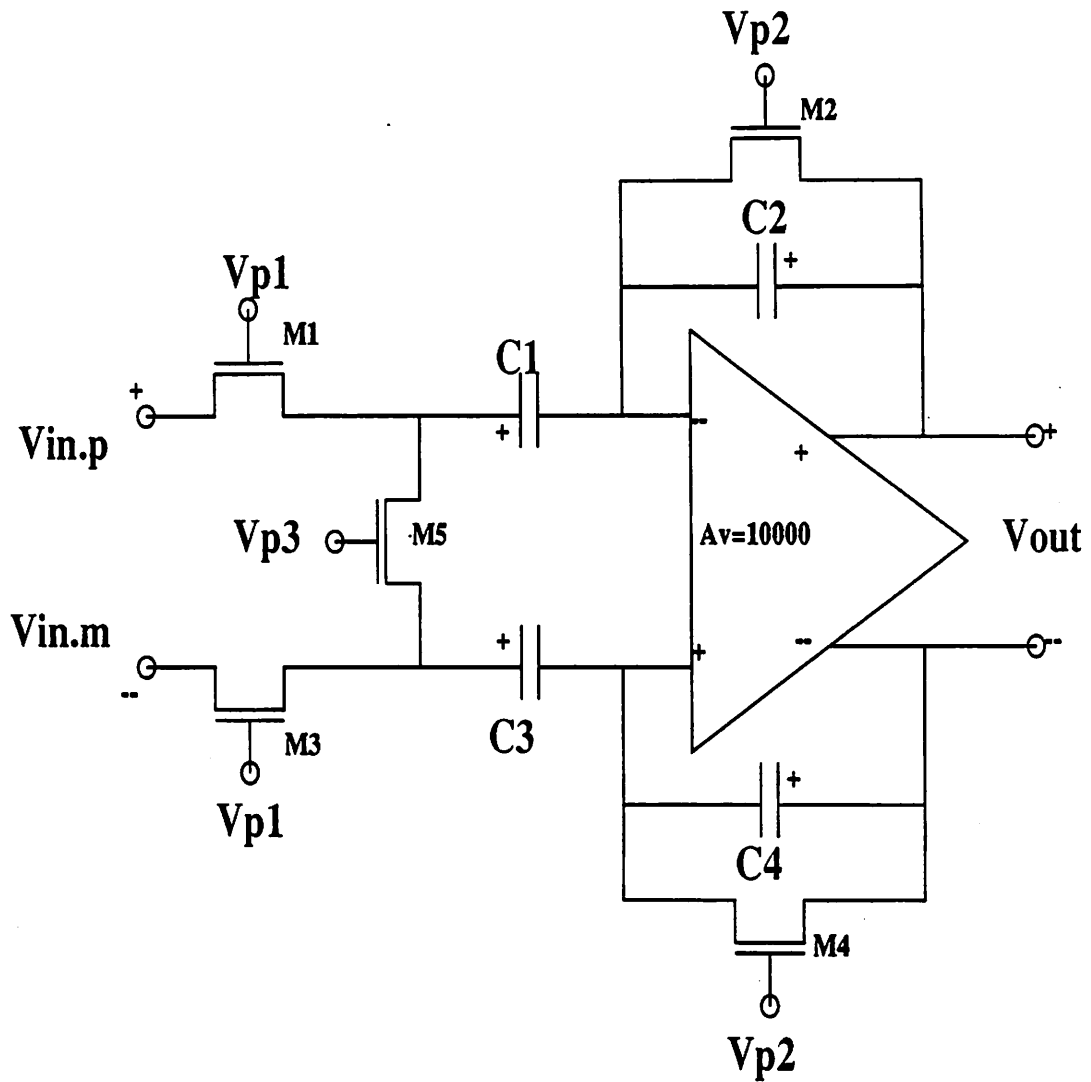 Vp2
M2
C2
+
Vp1
M1
C1
+
+
Vin.p
--
+
+
Vp3
M5
Av=10000
Vout
Vin.m
+
+
--
--
--
M3
C3
+
Vp1
C4
M4
Vp2